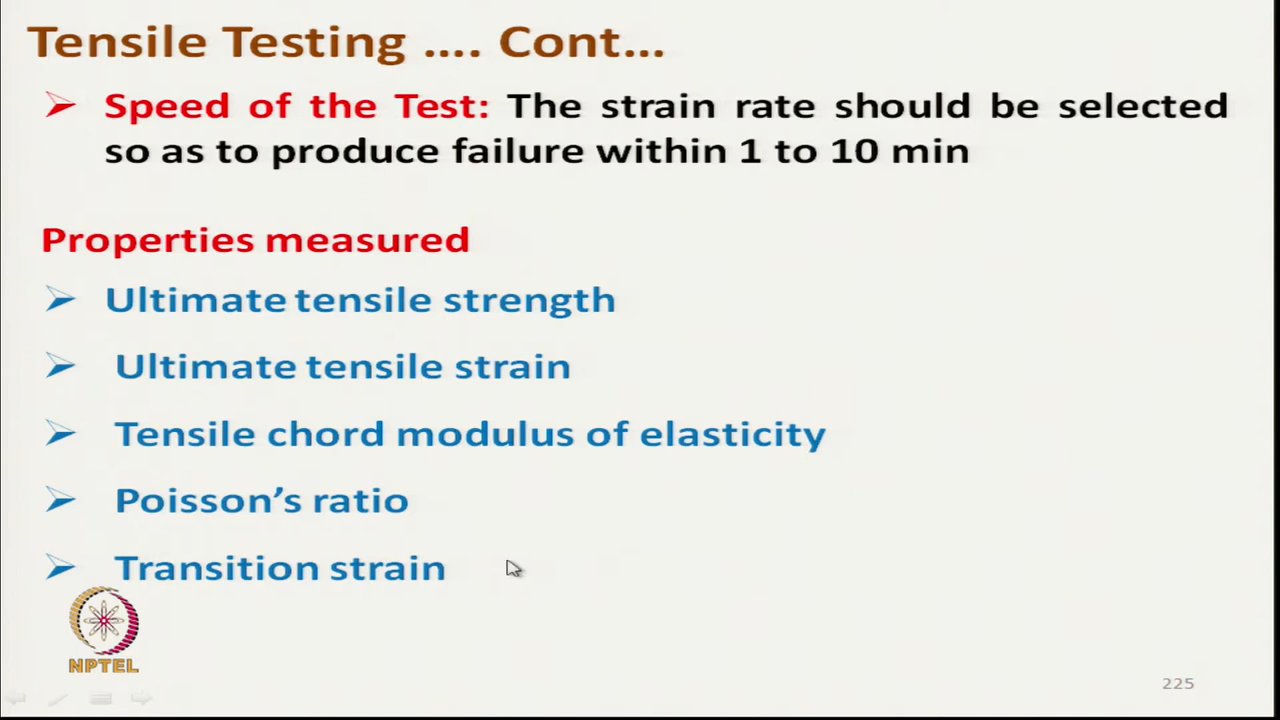 Tensile Testing .... Cont...
Speed of the Test: The strain rate should be selected
so as to produce failure within 1 to 10 min
Properties measured
Ultimate tensile strength
Ultimate tensile strain
Tensile chord modulus of elasticity
Poisson’s ratio
Transition strain
NPTEL
225